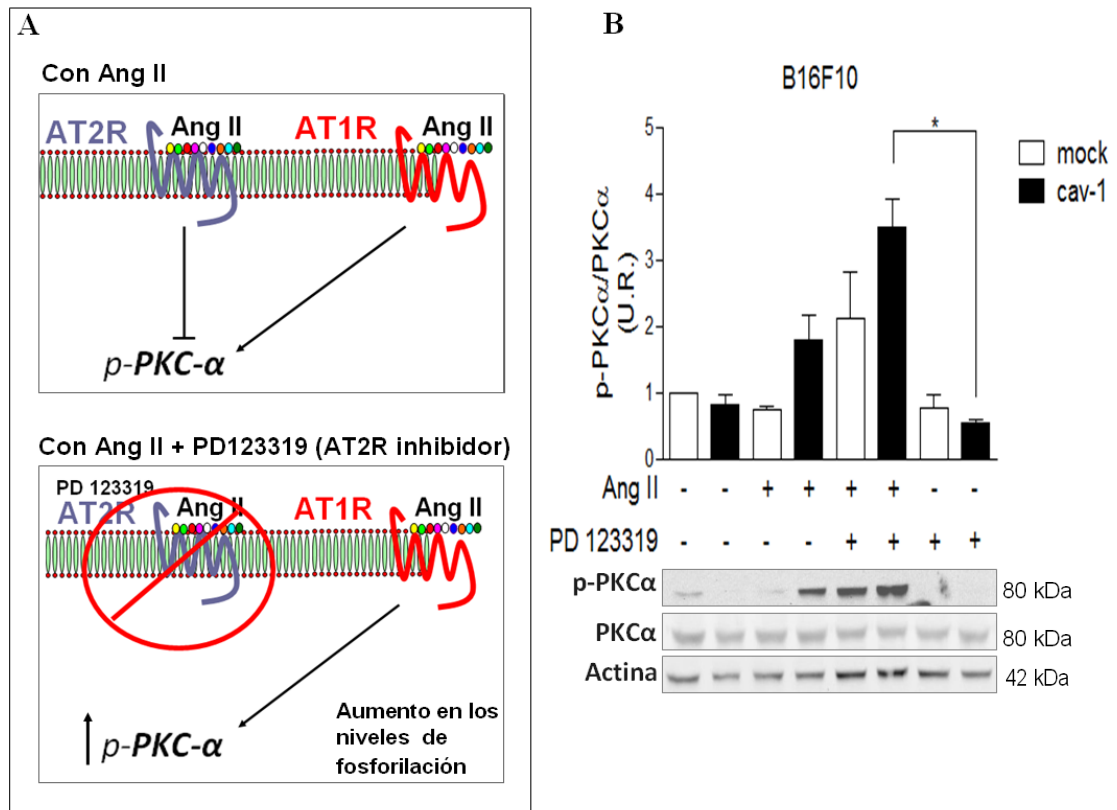 A
Con Ang II
AT2R Ang II AT1R Ang II
p-PKC-α
Con Ang II + PD123319 (AT2R inhibidor)
PD 123319
AT2R Ang II AT1R Ang II
p-PKC-α
Aumento en los
niveles de
fosforilación
B
B16F10
p-PKCα/PKCα
(U.R.)
5
4
3
2
1
0
*
mock
cav-1
Ang II - - + + + + - -
PD 123319 - - - - + + + +
p-PKCα 80 kDa
PKCα 80 kDa
Actina 42 kDa